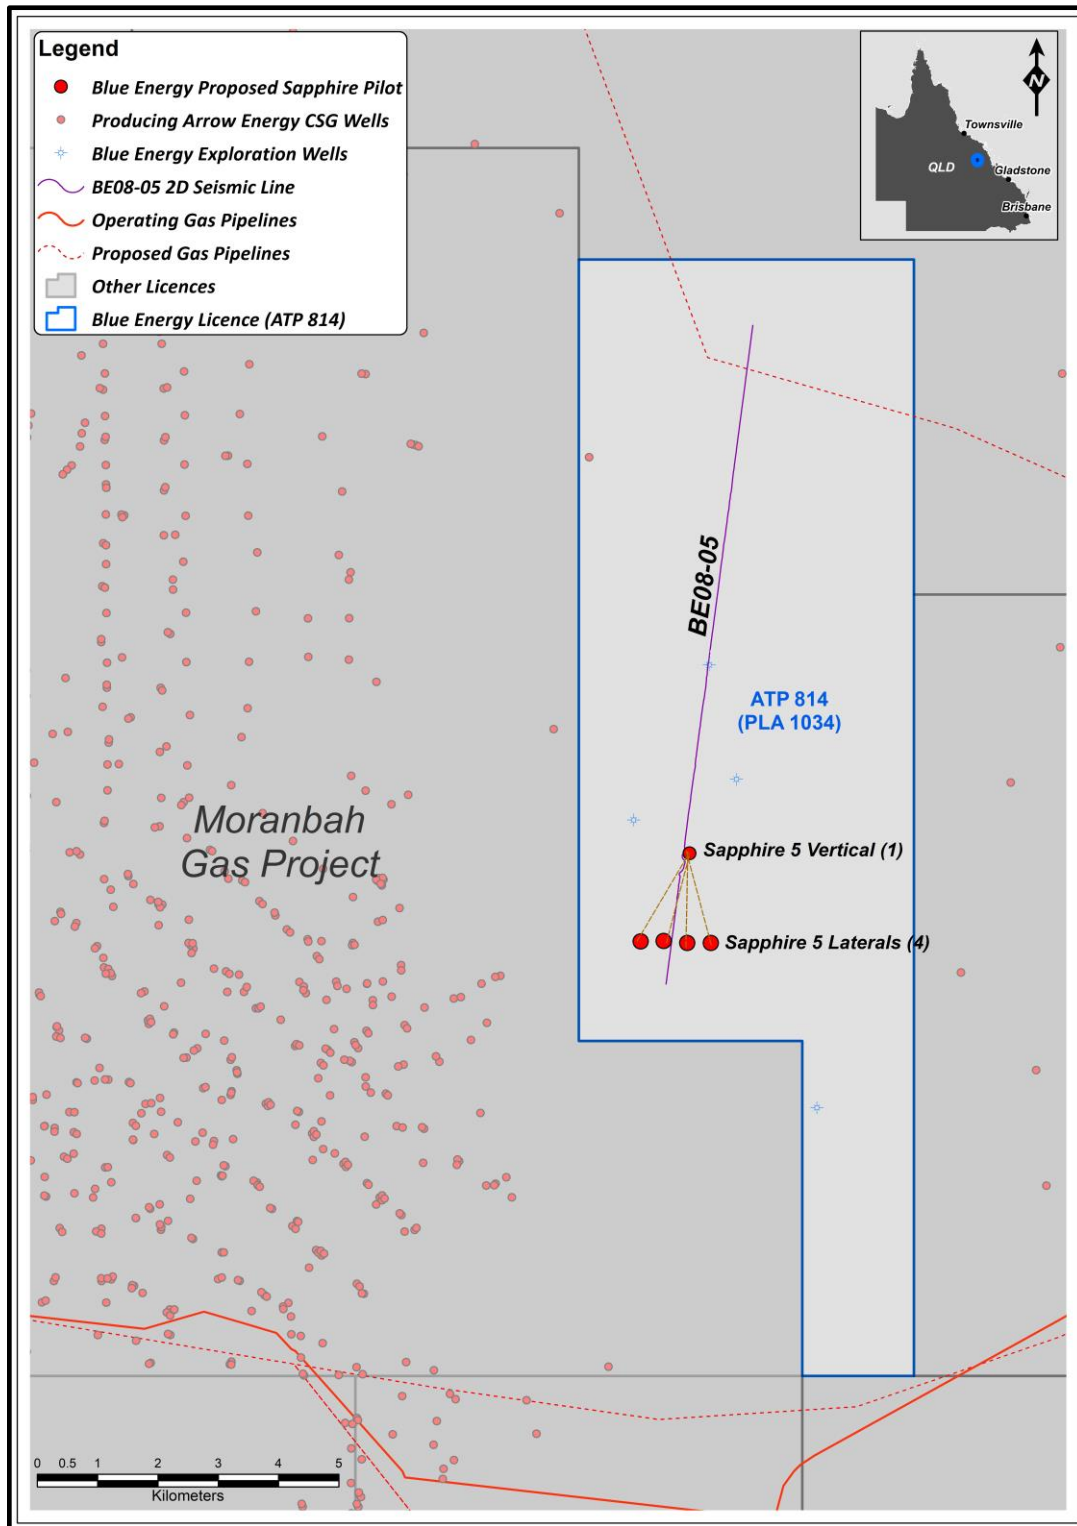 Legend
Blue Energy Proposed Sapphire Pilot
Producing Arrow Energy CSG Wells
Blue Energy Exploration Wells
BE08-05 2D Seismic Line
Operating Gas Pipelines
Proposed Gas Pipelines
Other Licences
Blue Energy Licence (ATP 814)
N
Townsville
QLD
Gladstone
Brisbane
BE08-05
ATP 814
(PLA 1034)
Moranbah
Gas Project
Sapphire 5 Vertical (1)
Sapphire 5 Laterals (4)
0 0.5 1 2 3 4 5
Kilometers